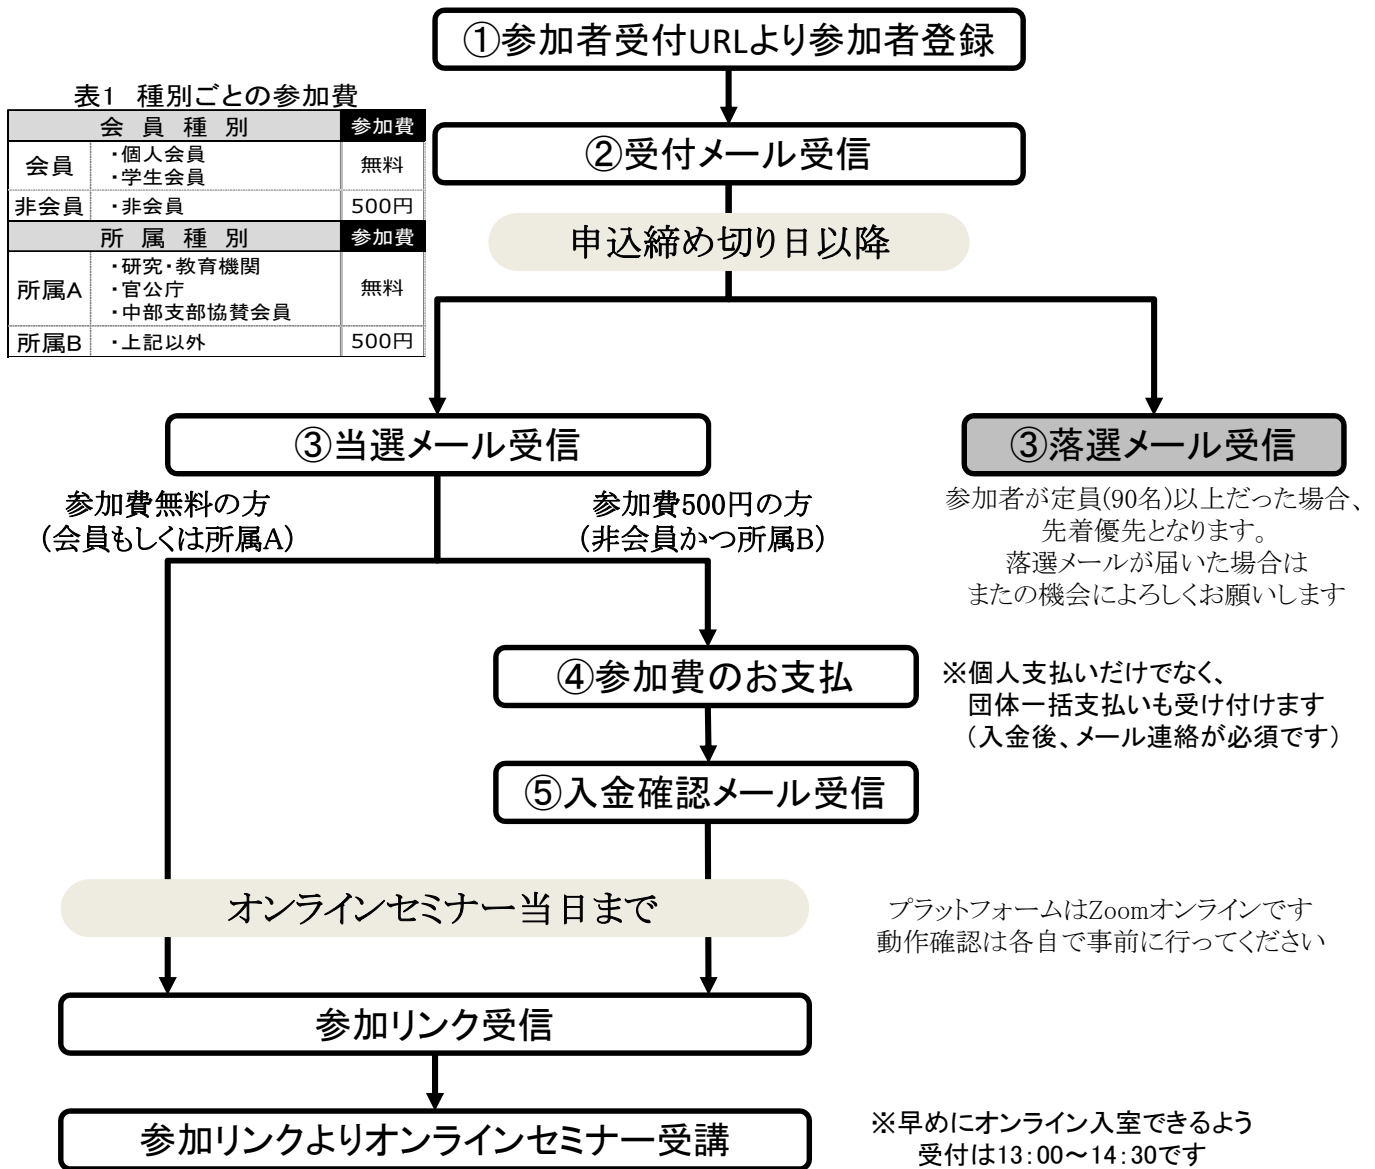 ①参加者受付URLより参加者登録
表1　種別ごとの参加費
会　員　種　別 参加費
会員 ・個人会員 無料
・学生会員
非会員 ・非会員 500円
所　属　種　別 参加費
所属A ・研究・教育機関 無料
・官公庁
・中部支部協賛会員
所属B ・上記以外 500円
②受付メール受信
申込締め切り日以降
③当選メール受信
③落選メール受信
参加費無料の方
（会員もしくは所属A）
参加費500円の方
（非会員かつ所属B）
参加者が定員(90名)以上だった場合、
先着優先となります。
落選メールが届いた場合は
またの機会によろしくお願いします
④参加費のお支払
※個人支払いだけでなく、
団体一括支払いも受け付けます
（入金後、メール連絡が必須です）
⑤入金確認メール受信
オンラインセミナー当日まで
プラットフォームはZoomオンラインです
動作確認は各自で事前に行ってください
参加リンク受信
参加リンクよりオンラインセミナー受講
※早めにオンライン入室できるよう
受付は13：00～14：30です